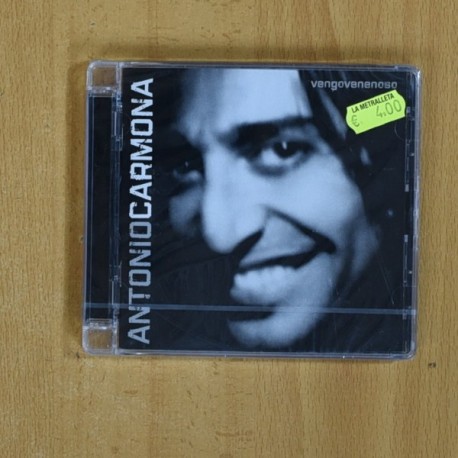 vengovenenoso
LA METRALLETA
€ 4.00
ANTONIOCARMONA